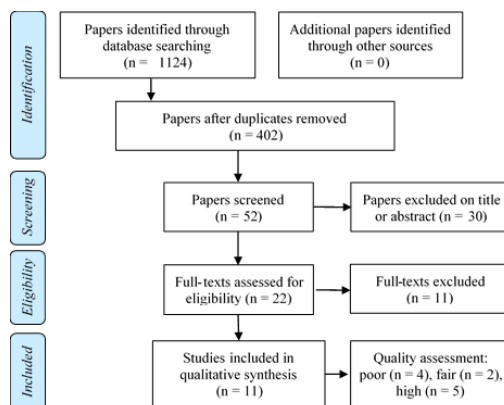 Identification
Papers identified through
database searching
(n = 1124)
Additional papers identified
through other sources
(n = 0)
Papers after duplicates removed
(n = 402)
Screening
Papers screened
(n = 52)
Papers excluded on title
or abstract (n = 30)
Eligibility
Full-texts assessed for
eligibility (n = 22)
Full-texts excluded
(n = 11)
Included
Studies included in
qualitative synthesis
(n = 11)
Quality assessment:
poor (n = 4), fair (n = 2),
high (n = 5)